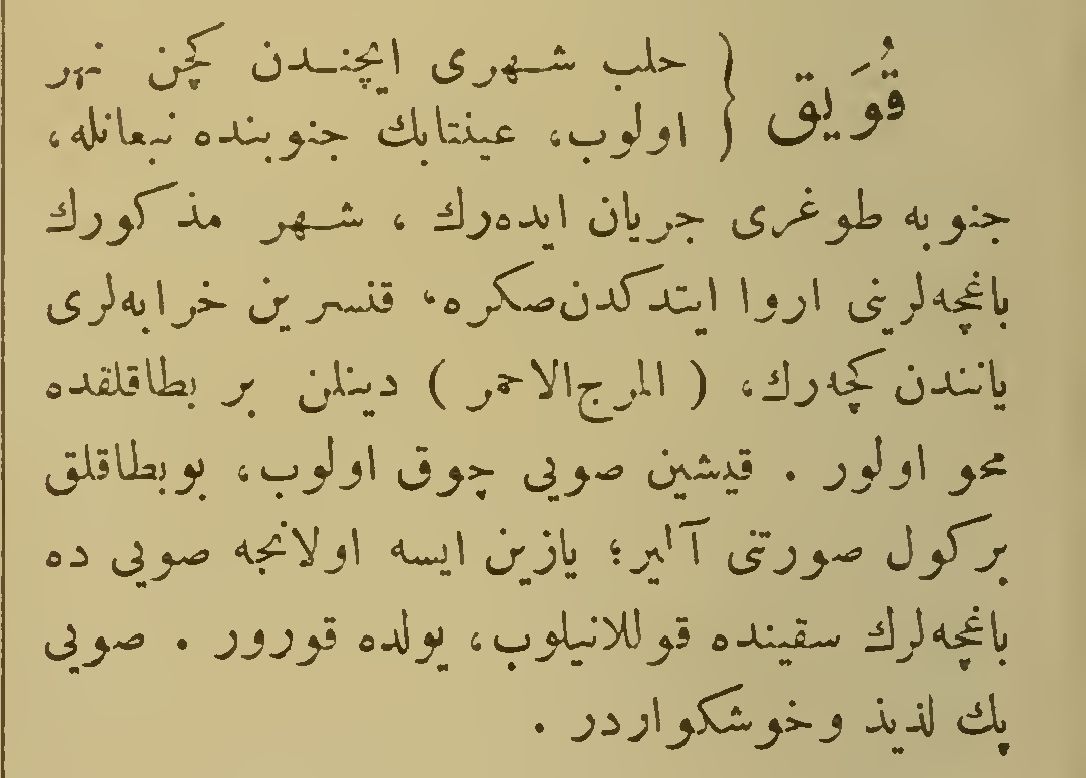 قُوَيق { حلب شهری ایچندن کچن نهر
اولوب، عینتابك جنوبنده نبعانله،
جنوبه طوغری جریان ایده‌رك ، شهر مذکورك
باغچه‌لرینی اروا ایتدکدن‌صکره، قنسرین خرابه‌لری
یانندن کچه‌رك، ( المرج‌الاحمر ) دینلن بر بطاقلقده
محو اولور . قیشین صویی چوق اولوب، بوبطاقلق
برکول صورتنی آلیر؛ یازین ایسه اولانجه صویی ده
باغچه‌لرك سقینده قوللانیلوب، یولده قورور . صویی
پك لذیذ وخوشکواردر .